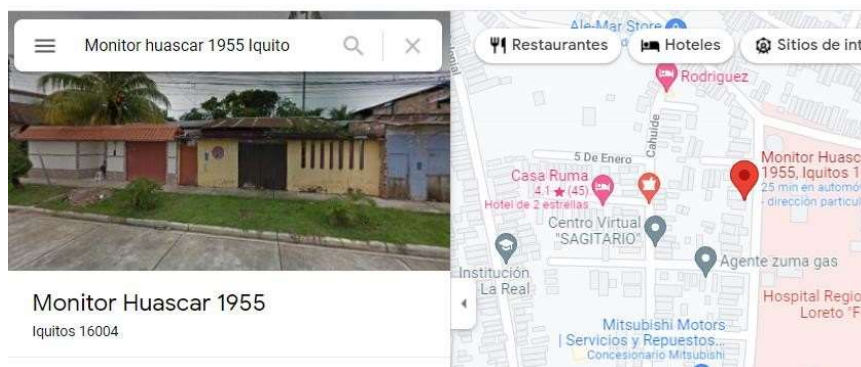 Monitor huascar 1955 Iquito
Monitor Huascar 1955
Iquitos 16004
Ale-Mar Store
Restaurantes
Hoteles
Sitios de int
Rodriguez
Cahuide
5 De Enero
Casa Ruma
4.1 ★ (45)
Hotel de 2 estrellas
Monitor Huasc
1955, Iquitos 1
25 min en automó
- dirección particul
Centro Virtual
"SAGITARIO"
Agente zuma gas
Institución
La Real
Hospital Regio
Loreto "F
Mitsubishi Motors
| Servicios y Repuestos...
Concesionario Mitsubishi